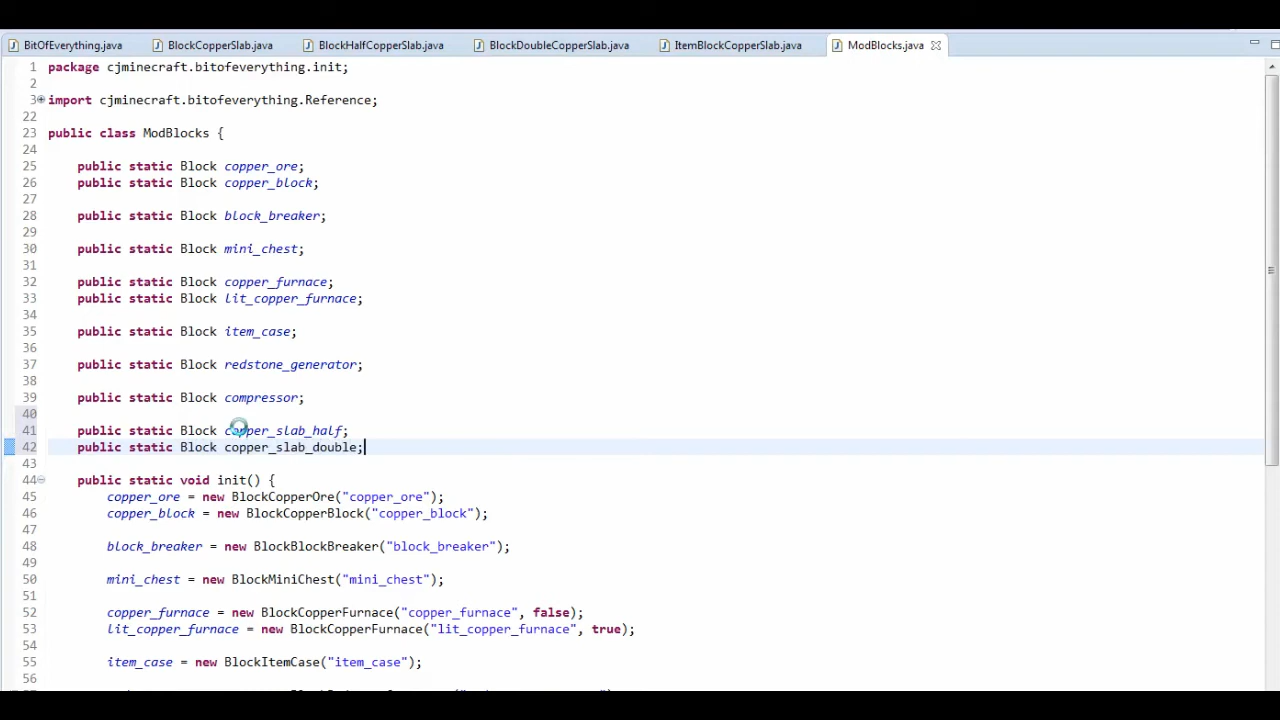 BitOfEverything.java BlockCopperSlab.java BlockHalfCopperSlab.java BlockDoubleCopperSlab.java ItemBlockCopperSlab.java ModBlocks.java
1 package cjminecraft.bitofeverything.init;
2
3 import cjminecraft.bitofeverything.Reference;
22
23 public class ModBlocks {
24
25 public static Block copper_ore;
26 public static Block copper_block;
27
28 public static Block block_breaker;
29
30 public static Block mini_chest;
31
32 public static Block copper_furnace;
33 public static Block lit_copper_furnace;
34
35 public static Block item_case;
36
37 public static Block redstone_generator;
38
39 public static Block compressor;
40
41 public static Block copper_slab_half;
42 public static Block copper_slab_double;
43
44 public static void init() {
45 copper_ore = new BlockCopperOre("copper_ore");
46 copper_block = new BlockCopperBlock("copper_block");
47
48 block_breaker = new BlockBlockBreaker("block_breaker");
49
50 mini_chest = new BlockMiniChest("mini_chest");
51
52 copper_furnace = new BlockCopperFurnace("copper_furnace", false);
53 lit_copper_furnace = new BlockCopperFurnace("lit_copper_furnace", true);
54
55 item_case = new BlockItemCase("item_case");
56